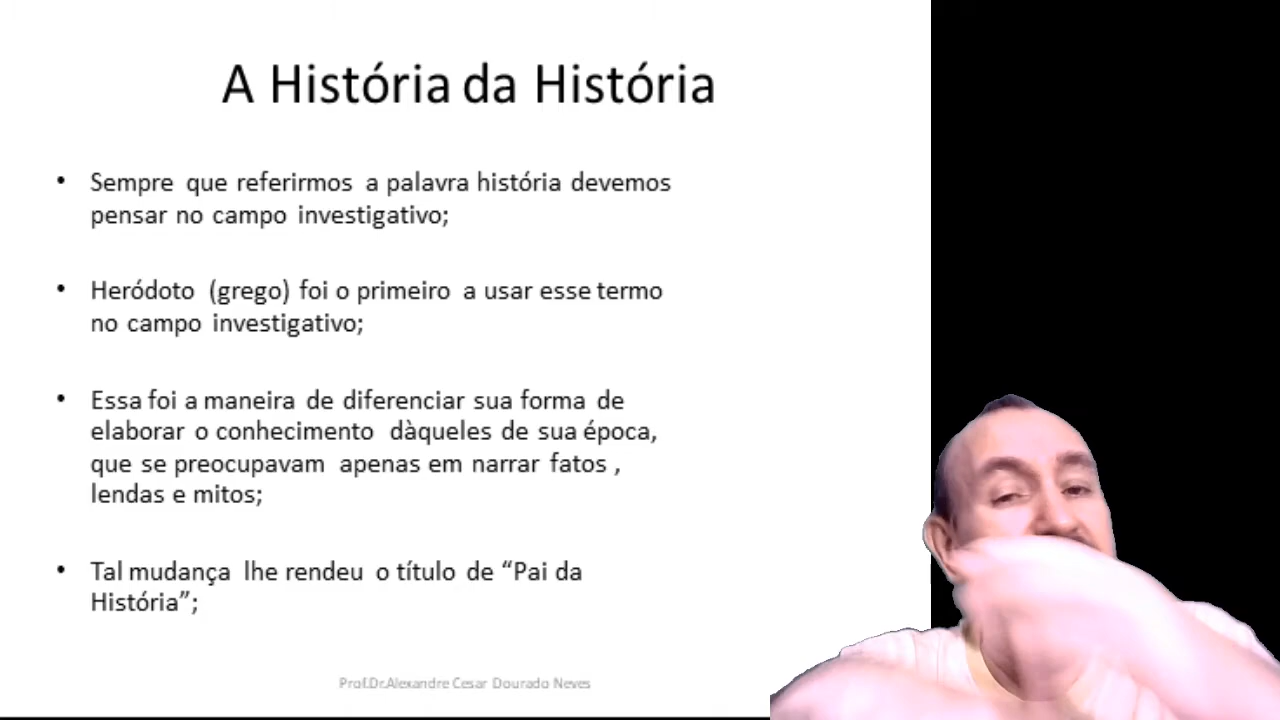 A História da História
• Sempre que referirmos a palavra história devemos
pensar no campo investigativo;
• Heródoto (grego) foi o primeiro a usar esse termo
no campo investigativo;
• Essa foi a maneira de diferenciar sua forma de
elaborar o conhecimento dàqueles de sua época,
que se preocupavam apenas em narrar fatos ,
lendas e mitos;
• Tal mudança lhe rendeu o título de “Pai da
História”;
Prof.Dr.Alexandre Cesar Dourado Neves